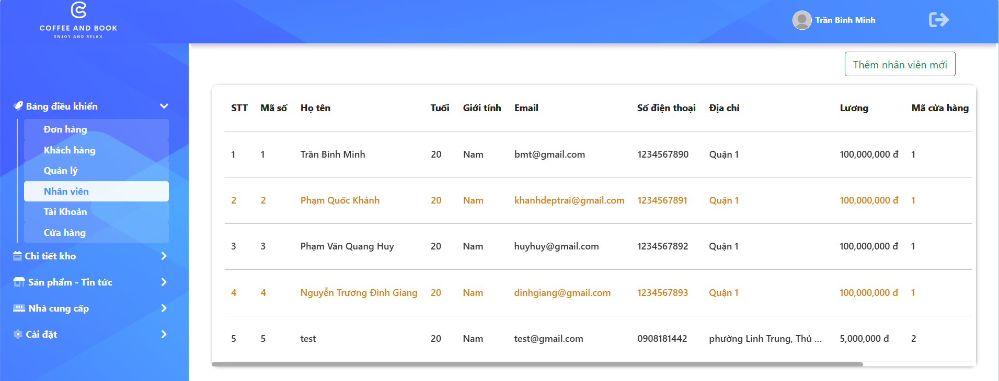 COFFEE AND BOOK
ENJOY AND RELAX
Trần Bình Minh
Bảng điều khiển
Đơn hàng
Khách hàng
Quản lý
Nhân viên
Tài Khoản
Cửa hàng
Chi tiết kho
Sản phẩm - Tin tức
Nhà cung cấp
Cài đặt
Thêm nhân viên mới
STT Mã số Họ tên Tuổi Giới tính Email Số điện thoại Địa chỉ Lương Mã cửa hàng
1 1 Trần Bình Minh 20 Nam bmt@gmail.com 1234567890 Quận 1 100,000,000 đ 1
2 2 Phạm Quốc Khánh 20 Nam khanhdeptrai@gmail.com 1234567891 Quận 1 100,000,000 đ 1
3 3 Phạm Văn Quang Huy 20 Nam huyhuy@gmail.com 1234567892 Quận 1 100,000,000 đ 1
4 4 Nguyễn Trương Đình Giang 20 Nam dinhgiang@gmail.com 1234567893 Quận 1 100,000,000 đ 1
5 5 test 20 Nam test@gmail.com 0908181442 phường Linh Trung, Thủ ... 5,000,000 đ 2